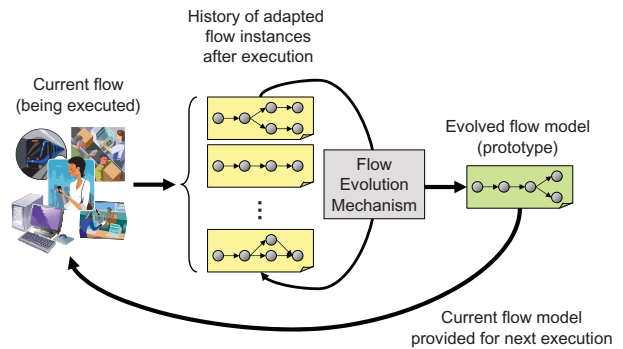 History of adapted
flow instances
after execution
Current flow
(being executed)
Flow
Evolution
Mechanism
Evolved flow model
(prototype)
Current flow model
provided for next execution